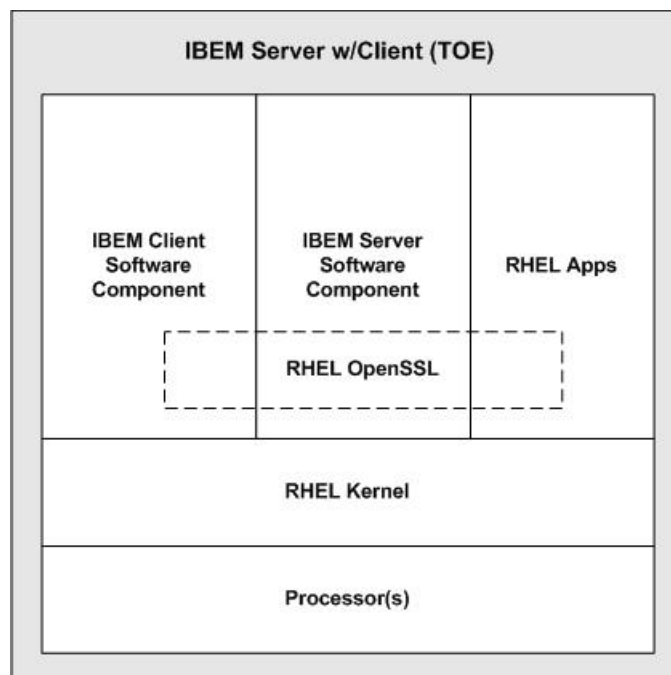 IBEM Server w/Client (TOE)
IBEM Client
Software
Component
IBEM Server
Software
Component
RHEL Apps
RHEL OpenSSL
RHEL Kernel
Processor(s)